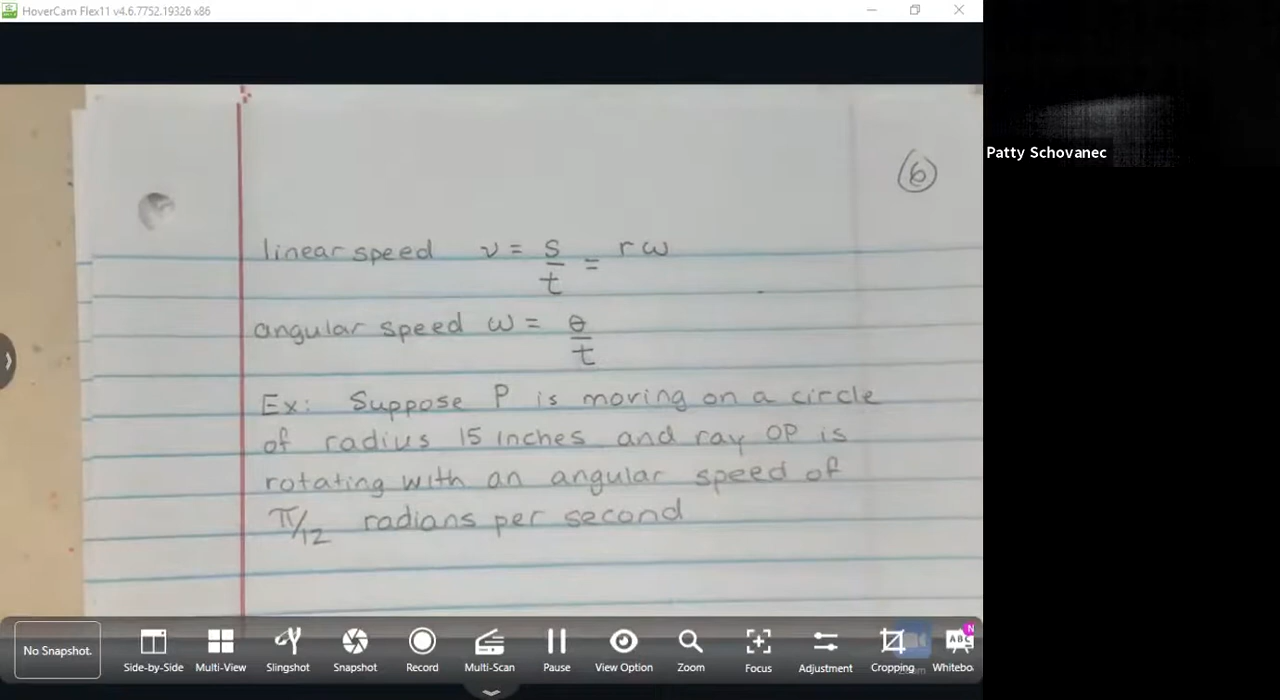 HoverCam Flex11 v4.6.7752.19326 x86
Patty Schovanec
6
linear speed v = s/t = rω
angular speed ω = θ/t
Ex: Suppose P is moving on a circle
of radius 15 inches and ray OP is
rotating with an angular speed of
π/12 radians per second
No Snapshot.
Side-by-Side Multi-View Slingshot Snapshot Record Multi-Scan Pause View Option Zoom Focus Adjustment Cropping Whitebo
N
ABC